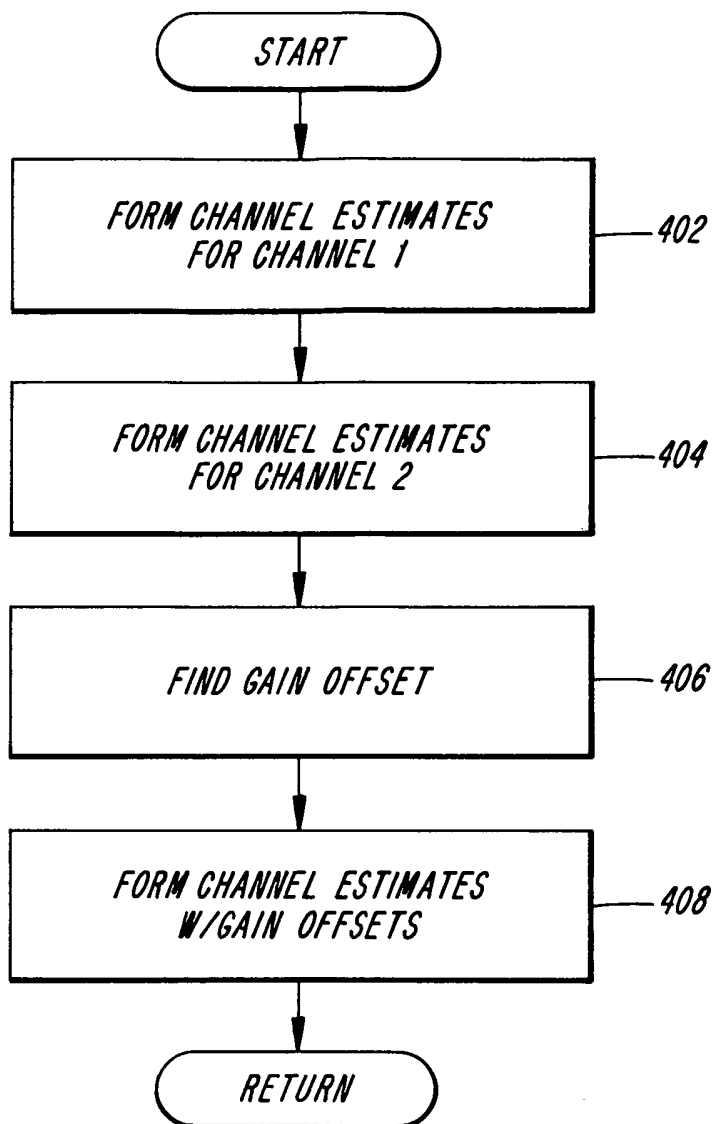 START
FORM CHANNEL ESTIMATES
FOR CHANNEL 1
402
FORM CHANNEL ESTIMATES
FOR CHANNEL 2
404
FIND GAIN OFFSET
406
FORM CHANNEL ESTIMATES
W/GAIN OFFSETS
408
RETURN